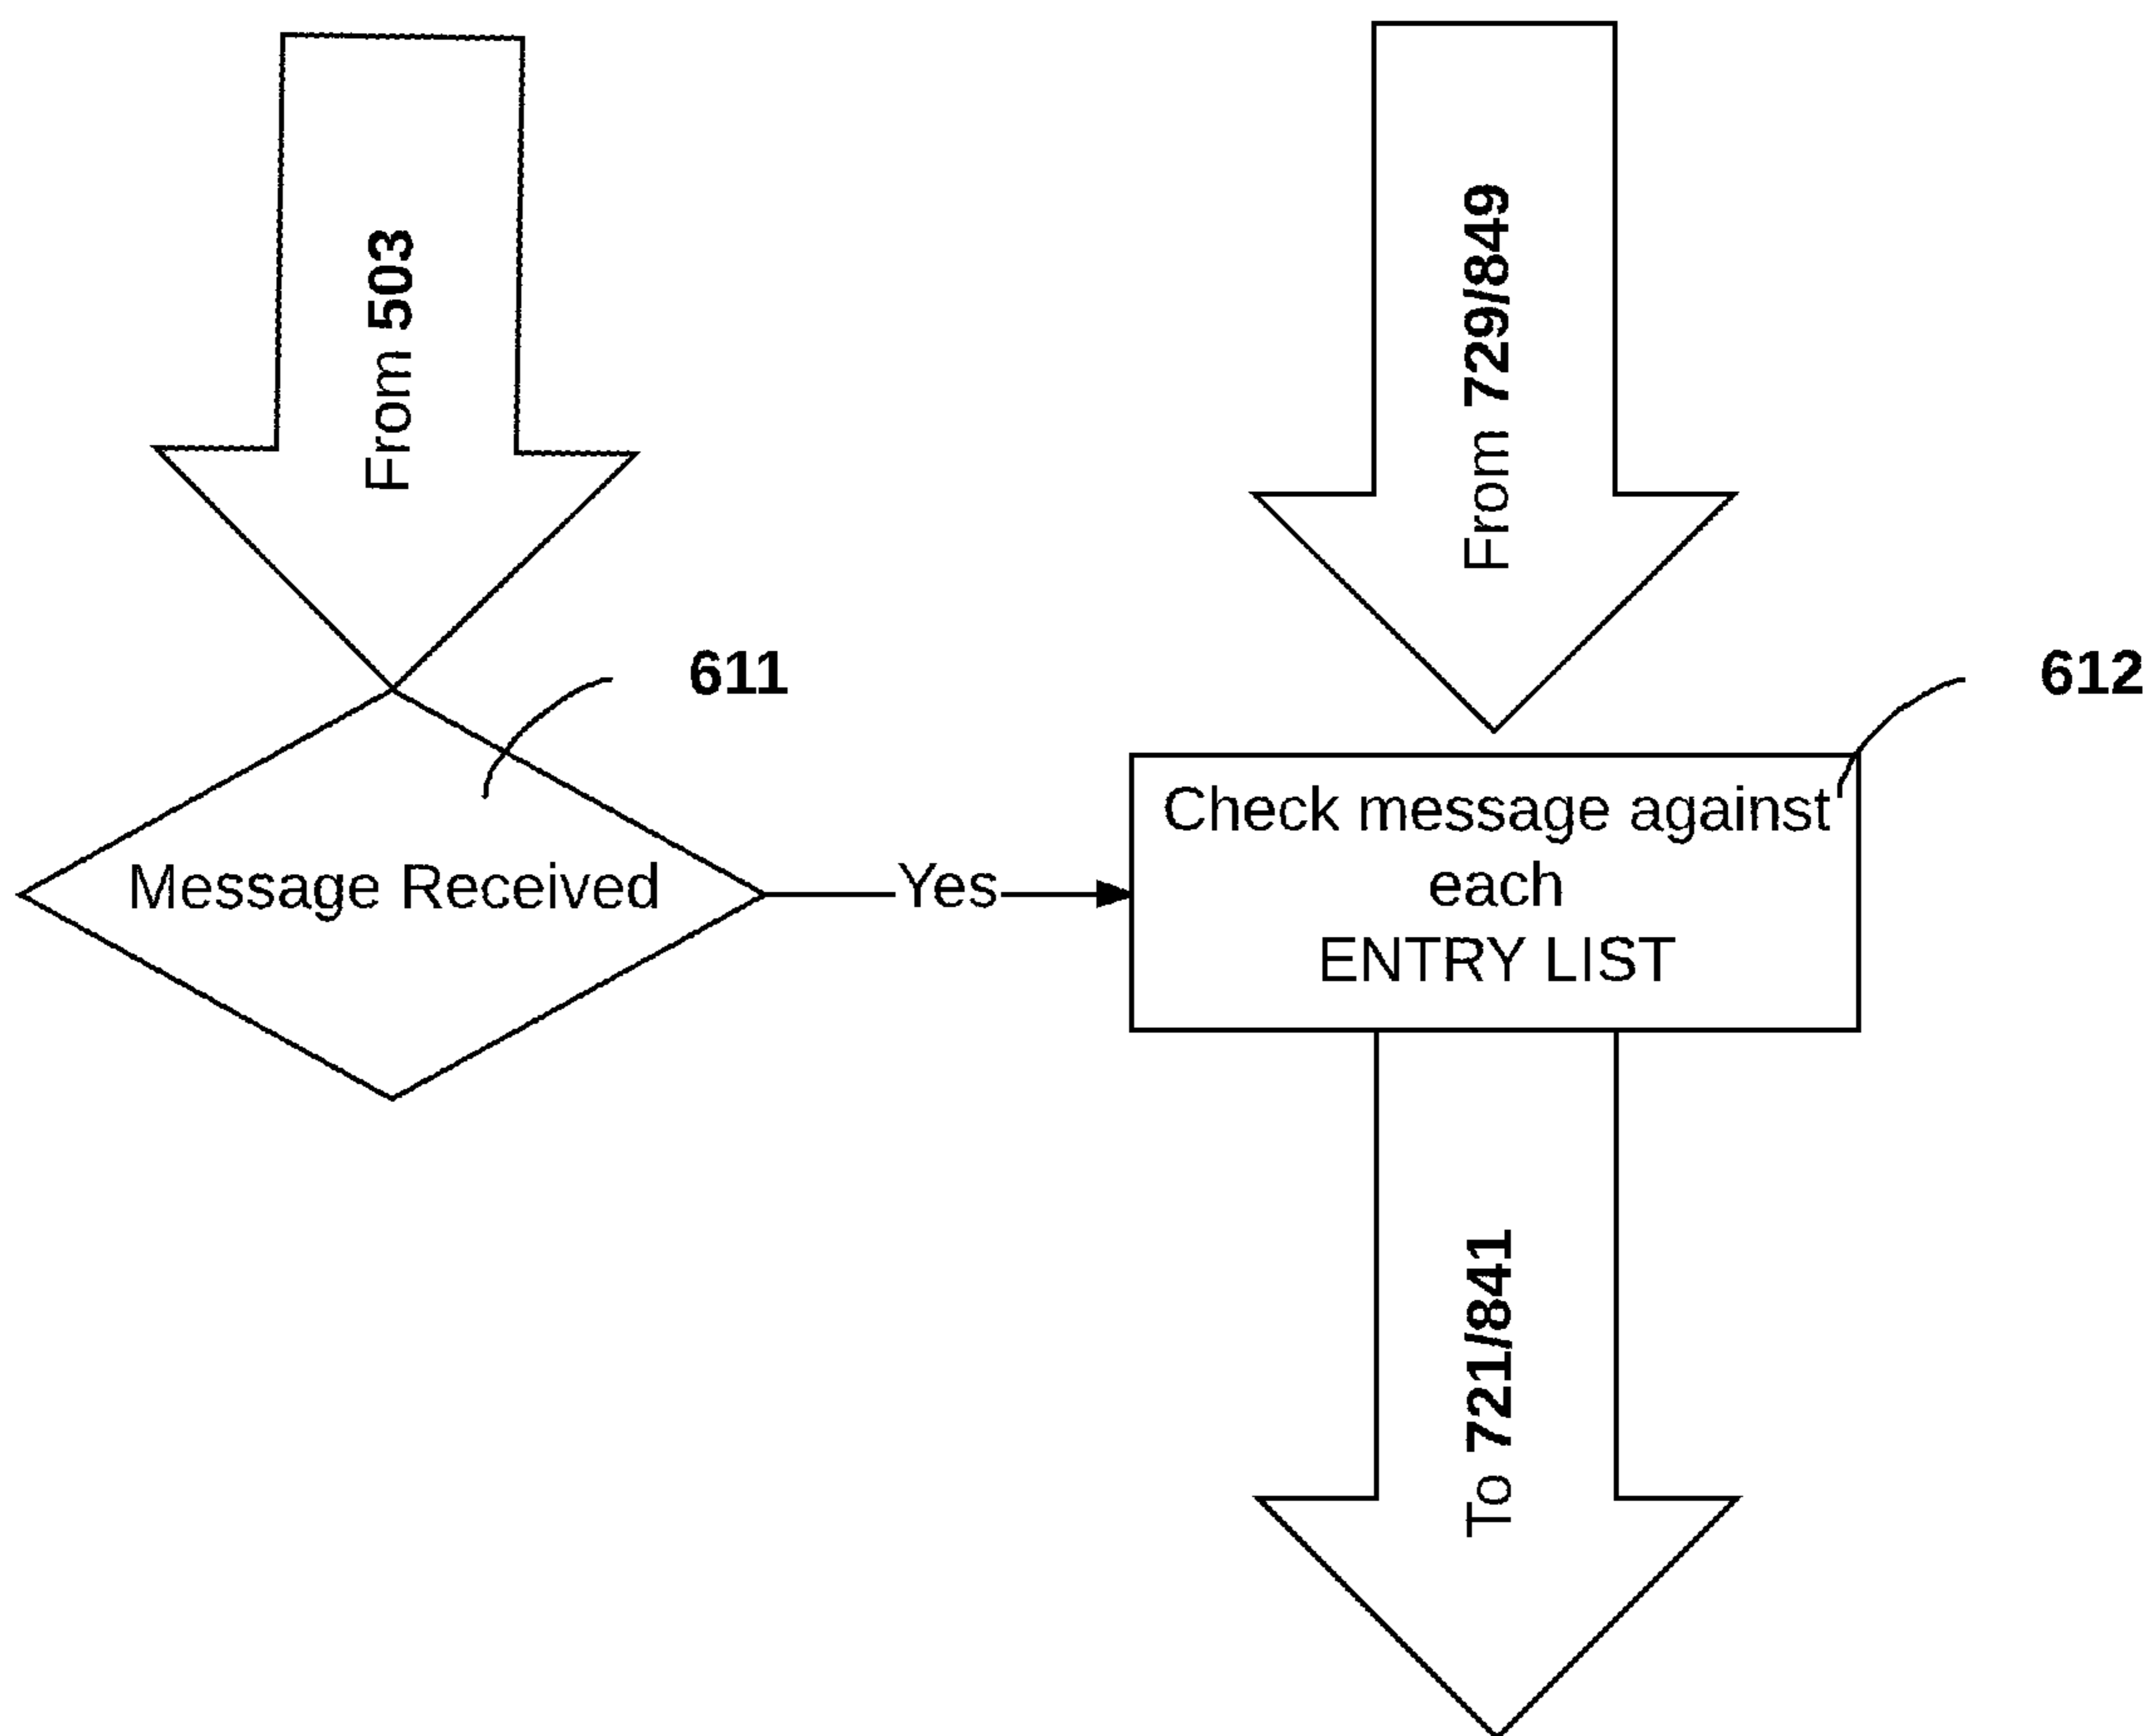 From 503
From 729/849
611
612
Message Received
Yes
Check message against
each
ENTRY LIST
To 721/841